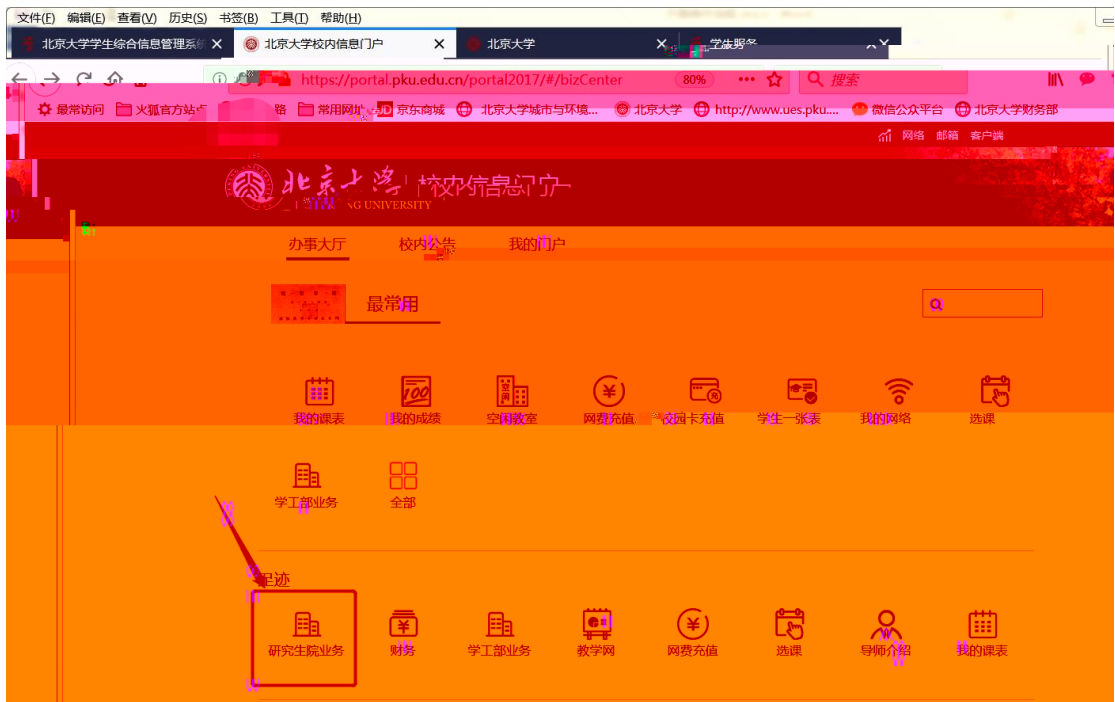 文件(F) 编辑(E) 查看(V) 历史(S) 书签(B) 工具(T) 帮助(H)
北京大学学生综合信息管理系统 × 北京大学校内信息门户 × 北京大学 × ×
https://portal.pku.edu.cn/portal2017/#/bizCenter 80% ••• 搜索
最常访问 火狐官方站点 常用网址 JD 京东商城 北京大学城市与环境... 北京大学 http://www.ues.pku.... 微信公众平台 北京大学财务部
网络 邮箱 客户端
北京大学 校内信息门户
UNIVERSITY
办事大厅 校内公告 我的门户
最常用
我的课表 我的成绩 空闲教室 网费充值 校园卡充值 学生一张表 我的网络 选课
学工部业务 全部
足迹
研究生院业务 财务 学工部业务 教学网 网费充值 选课 导师介绍 我的课表